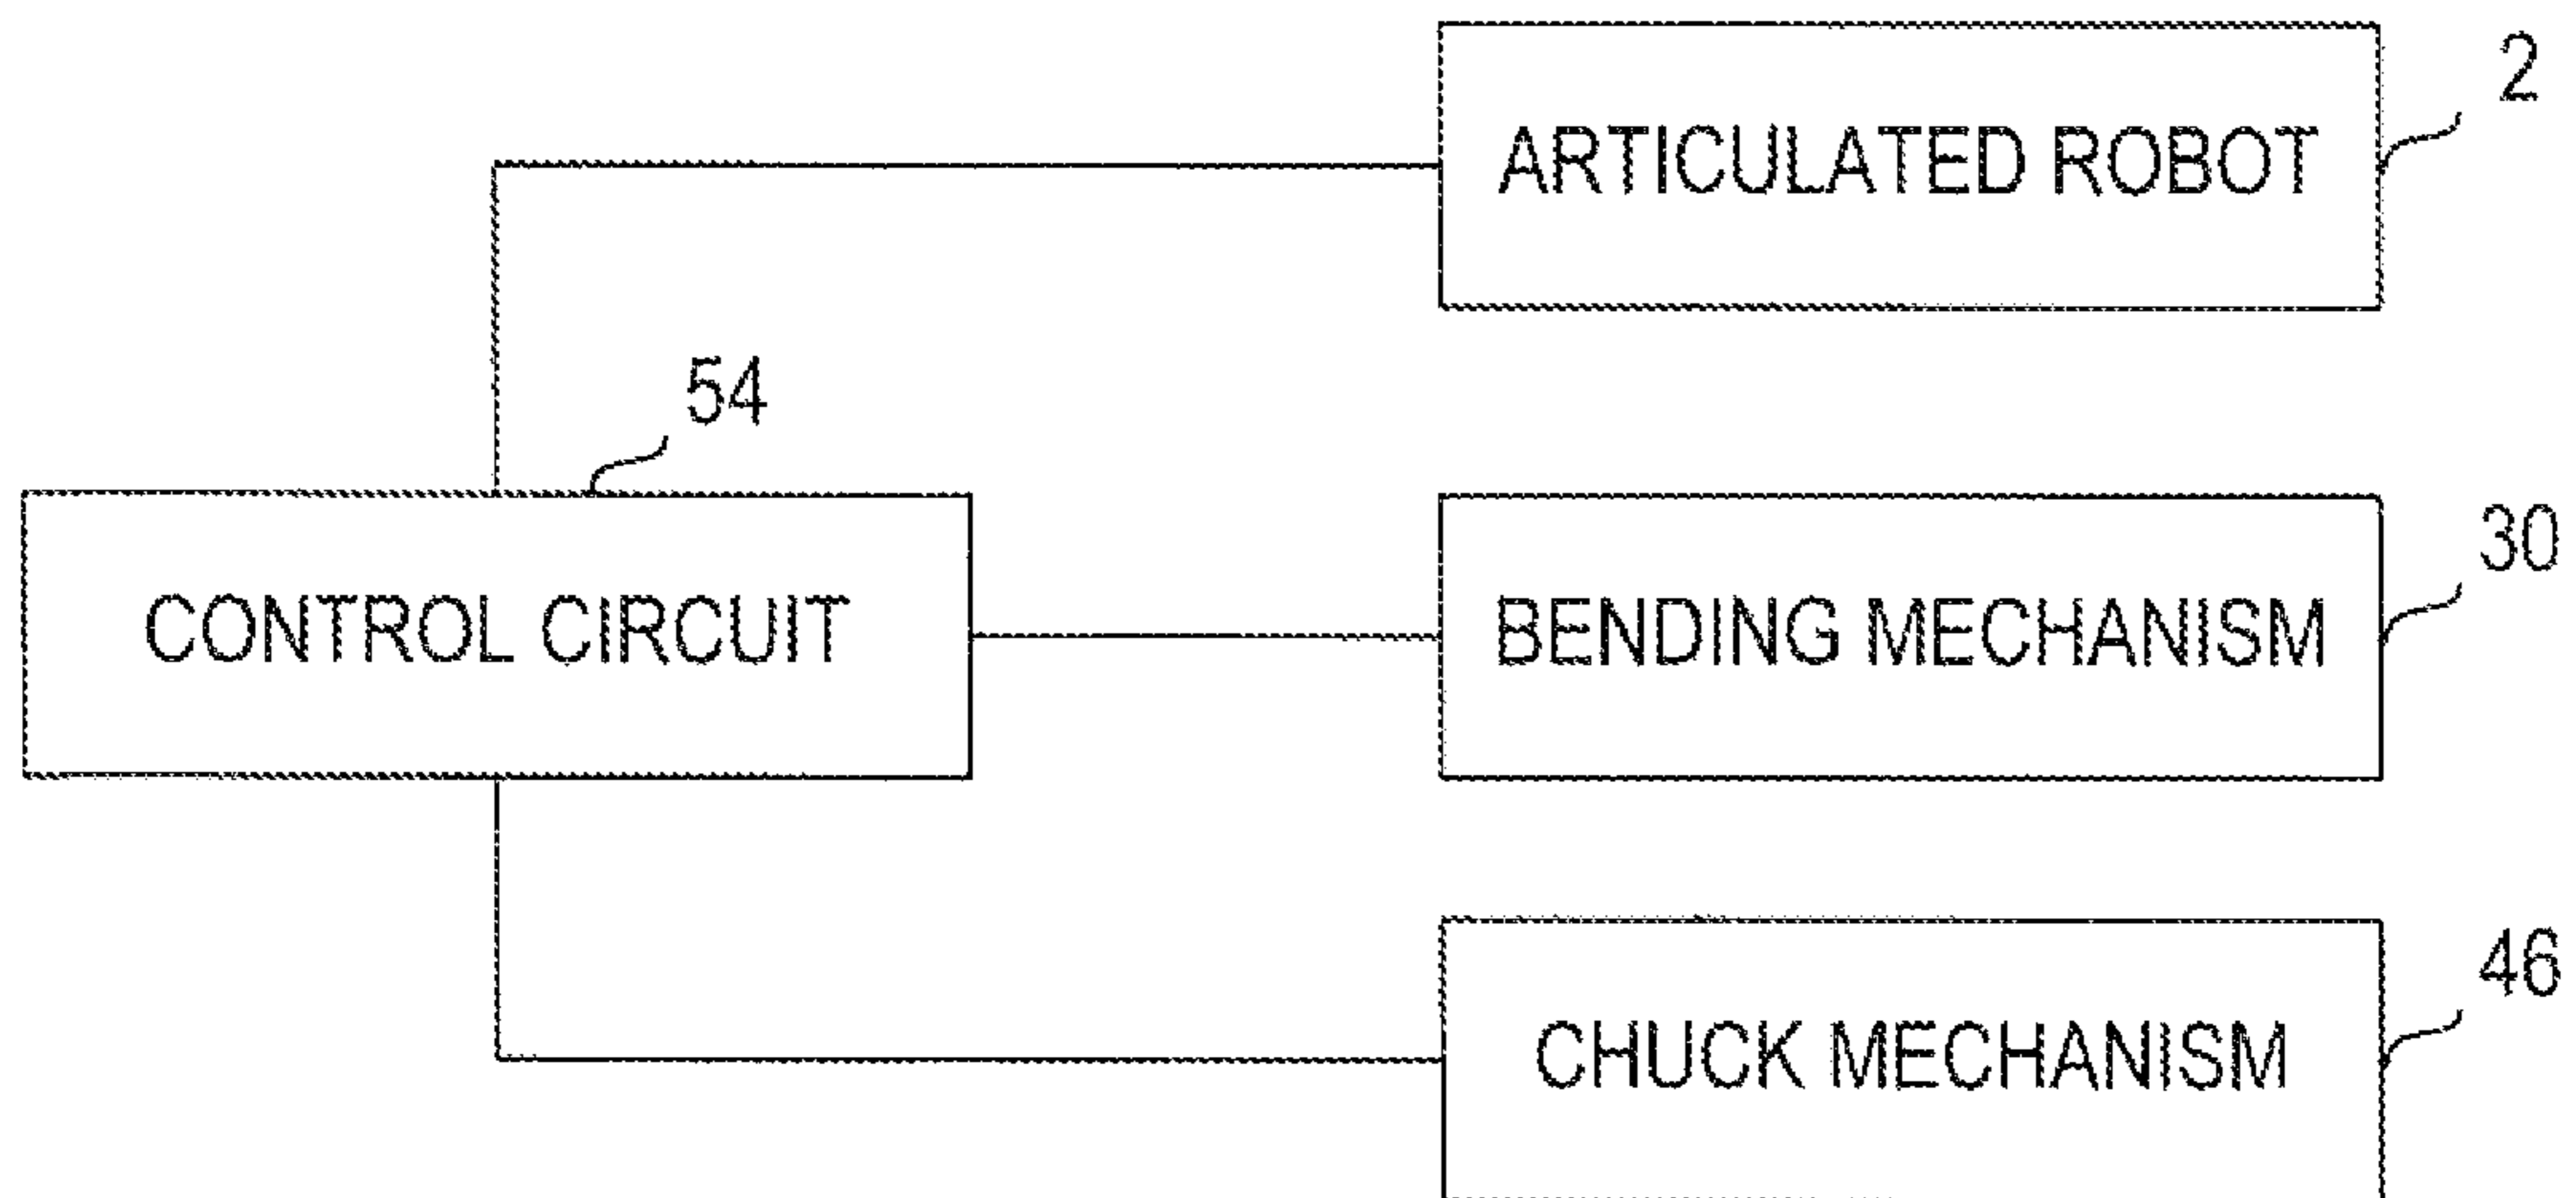 2
ARTICULATED ROBOT
54
30
CONTROL CIRCUIT
BENDING MECHANISM
46
CHUCK MECHANISM